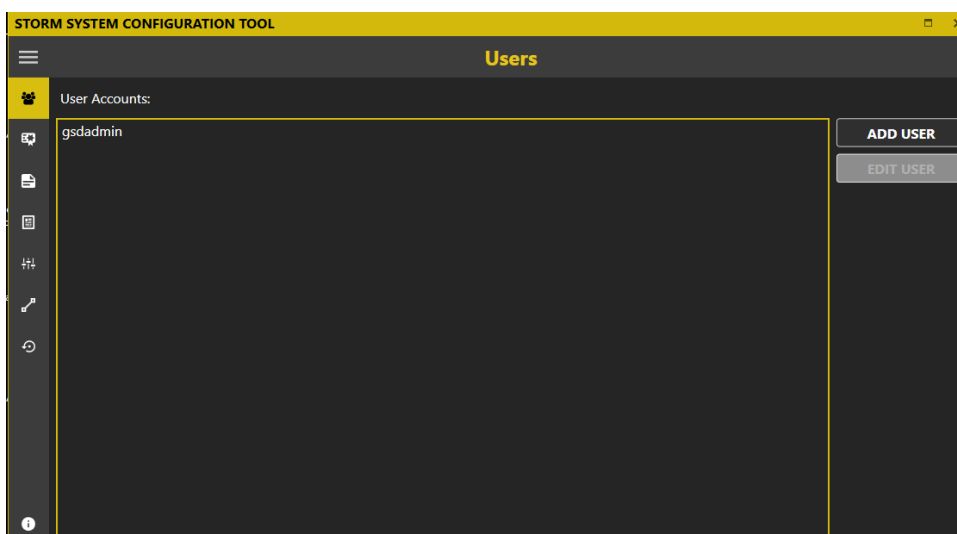 STORM SYSTEM CONFIGURATION TOOL
Users
User Accounts:
gsdadmin
ADD USER
EDIT USER